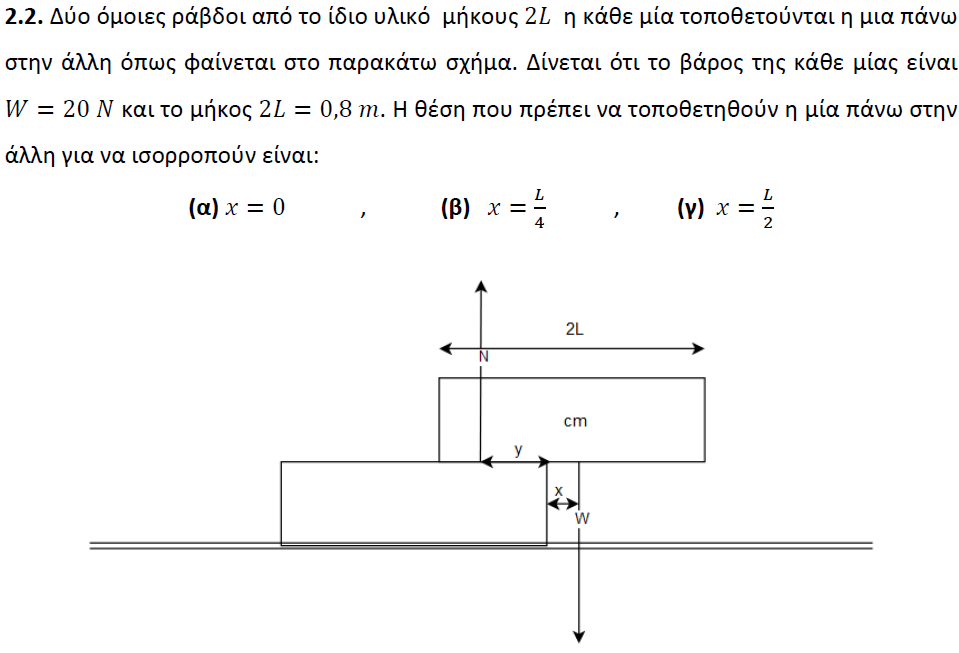 2.2. Δύο όμοιες ράβδοι από το ίδιο υλικό μήκους 2L η κάθε μία τοποθετούνται η μια πάνω
στην άλλη όπως φαίνεται στο παρακάτω σχήμα. Δίνεται ότι το βάρος της κάθε μίας είναι
W = 20 N και το μήκος 2L = 0,8 m. Η θέση που πρέπει να τοποθετηθούν η μία πάνω στην
άλλη για να ισορροπούν είναι:
(α) x = 0 , (β) x = L/4 , (γ) x = L/2
2L
N
cm
y
x
W